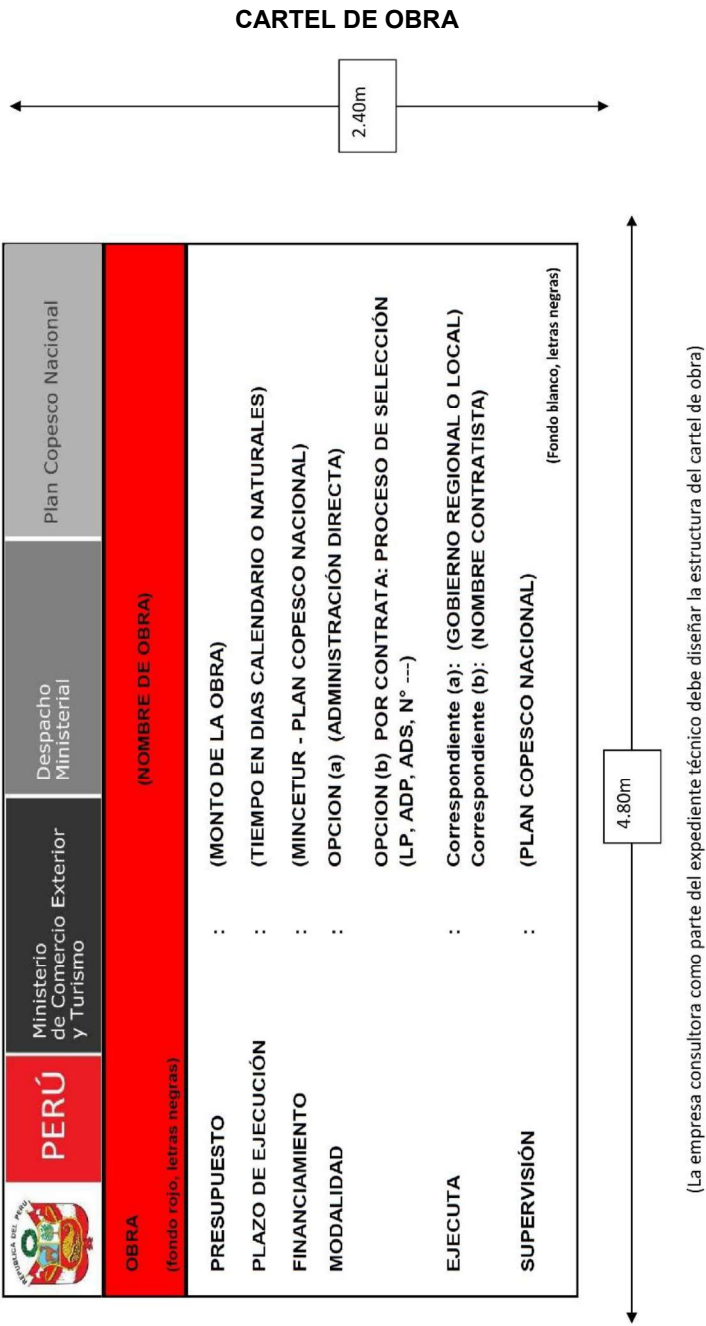 CARTEL DE OBRA
2.40m
REPUBLICA DEL PERU
PERÚ
Ministerio
de Comercio Exterior
y Turismo
Despacho
Ministerial
Plan Copesco Nacional
OBRA (NOMBRE DE OBRA)
(fondo rojo, letras negras)
PRESUPUESTO : (MONTO DE LA OBRA)
PLAZO DE EJECUCIÓN : (TIEMPO EN DIAS CALENDARIO O NATURALES)
FINANCIAMIENTO : (MINCETUR - PLAN COPESCO NACIONAL)
MODALIDAD : OPCION (a) (ADMINISTRACIÓN DIRECTA)
OPCION (b) POR CONTRATA: PROCESO DE SELECCIÓN
(LP, ADP, ADS, N° ---)
EJECUTA : Correspondiente (a): (GOBIERNO REGIONAL O LOCAL)
Correspondiente (b): (NOMBRE CONTRATISTA)
SUPERVISIÓN : (PLAN COPESCO NACIONAL)
(Fondo blanco, letras negras)
4.80m
(La empresa consultora como parte del expediente técnico debe diseñar la estructura del cartel de obra)